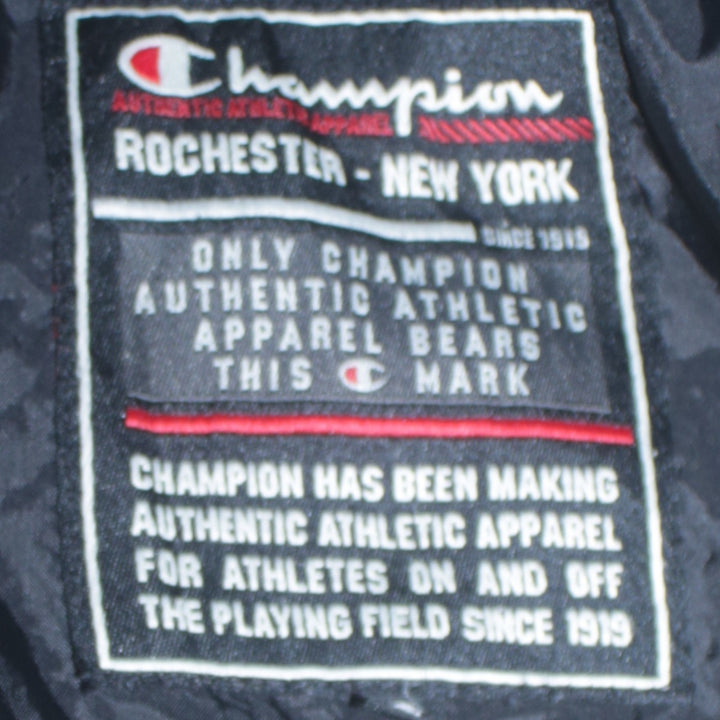 Champion
AUTHENTIC ATHLETIC APPAREL
ROCHESTER - NEW YORK
SINCE 1919
ONLY CHAMPION
AUTHENTIC ATHLETIC
APPAREL BEARS
THIS C MARK
CHAMPION HAS BEEN MAKING
AUTHENTIC ATHLETIC APPAREL
FOR ATHLETES ON AND OFF
THE PLAYING FIELD SINCE 1919